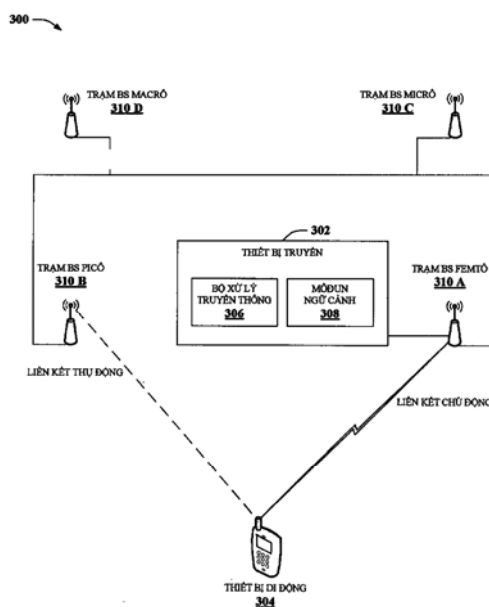 300
TRẠM BS MACRÔ
310 D
TRẠM BS MICRÔ
310 C
302
THIẾT BỊ TRUYỀN
TRẠM BS PICÔ
310 B
BỘ XỬ LÝ
TRUYỀN THÔNG
306
MÔĐUN
NGỮ CẢNH
308
TRẠM BS FEMTÔ
310 A
LIÊN KẾT THỤ ĐỘNG
LIÊN KẾT CHỦ ĐỘNG
THIẾT BỊ DI ĐỘNG
304